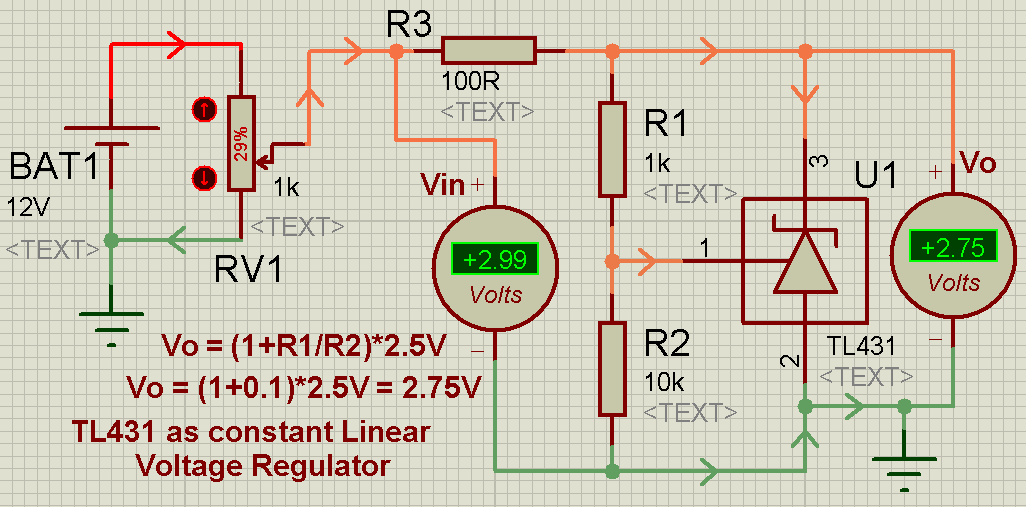 R3
100R
<TEXT>
BAT1
12V
<TEXT>
29%
1k
<TEXT>
RV1
Vin +
+2.99
Volts
−
R1
1k
<TEXT>
R2
10k
<TEXT>
3
1
2
U1
TL431
<TEXT>
+ Vo
+2.75
Volts
−
Vo = (1+R1/R2)*2.5V
Vo = (1+0.1)*2.5V = 2.75V
TL431 as constant Linear
Voltage Regulator